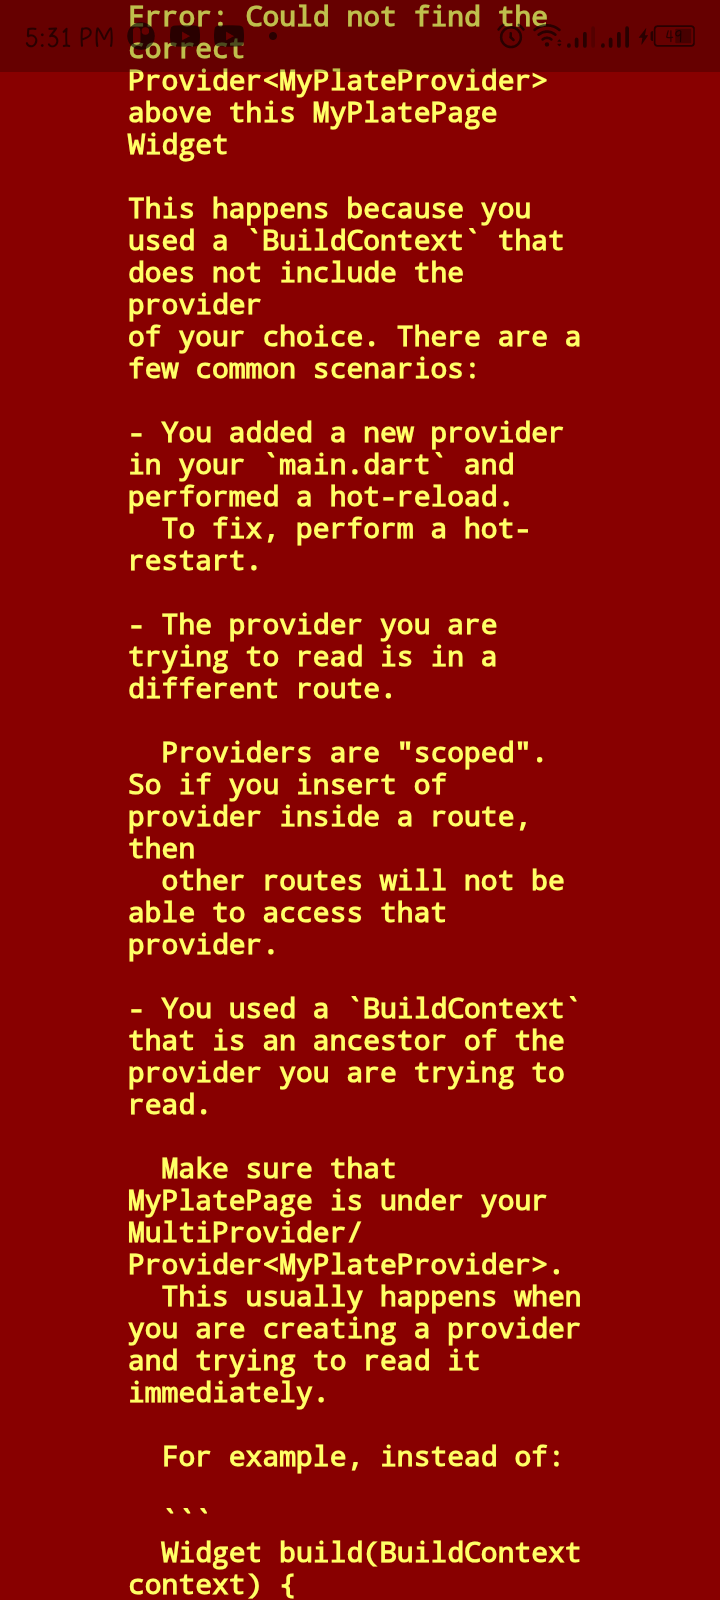 Error: Could not find the
5:31 PM
correct
Provider<MyPlateProvider>
above this MyPlatePage
Widget
This happens because you
used a `BuildContext` that
does not include the
provider
of your choice. There are a
few common scenarios:
- You added a new provider
in your `main.dart` and
performed a hot-reload.
To fix, perform a hot-
restart.
- The provider you are
trying to read is in a
different route.
Providers are "scoped".
So if you insert of
provider inside a route,
then
other routes will not be
able to access that
provider.
- You used a `BuildContext`
that is an ancestor of the
provider you are trying to
read.
Make sure that
MyPlatePage is under your
MultiProvider/
Provider<MyPlateProvider>.
This usually happens when
you are creating a provider
and trying to read it
immediately.
For example, instead of:
```
Widget build(BuildContext
context) {